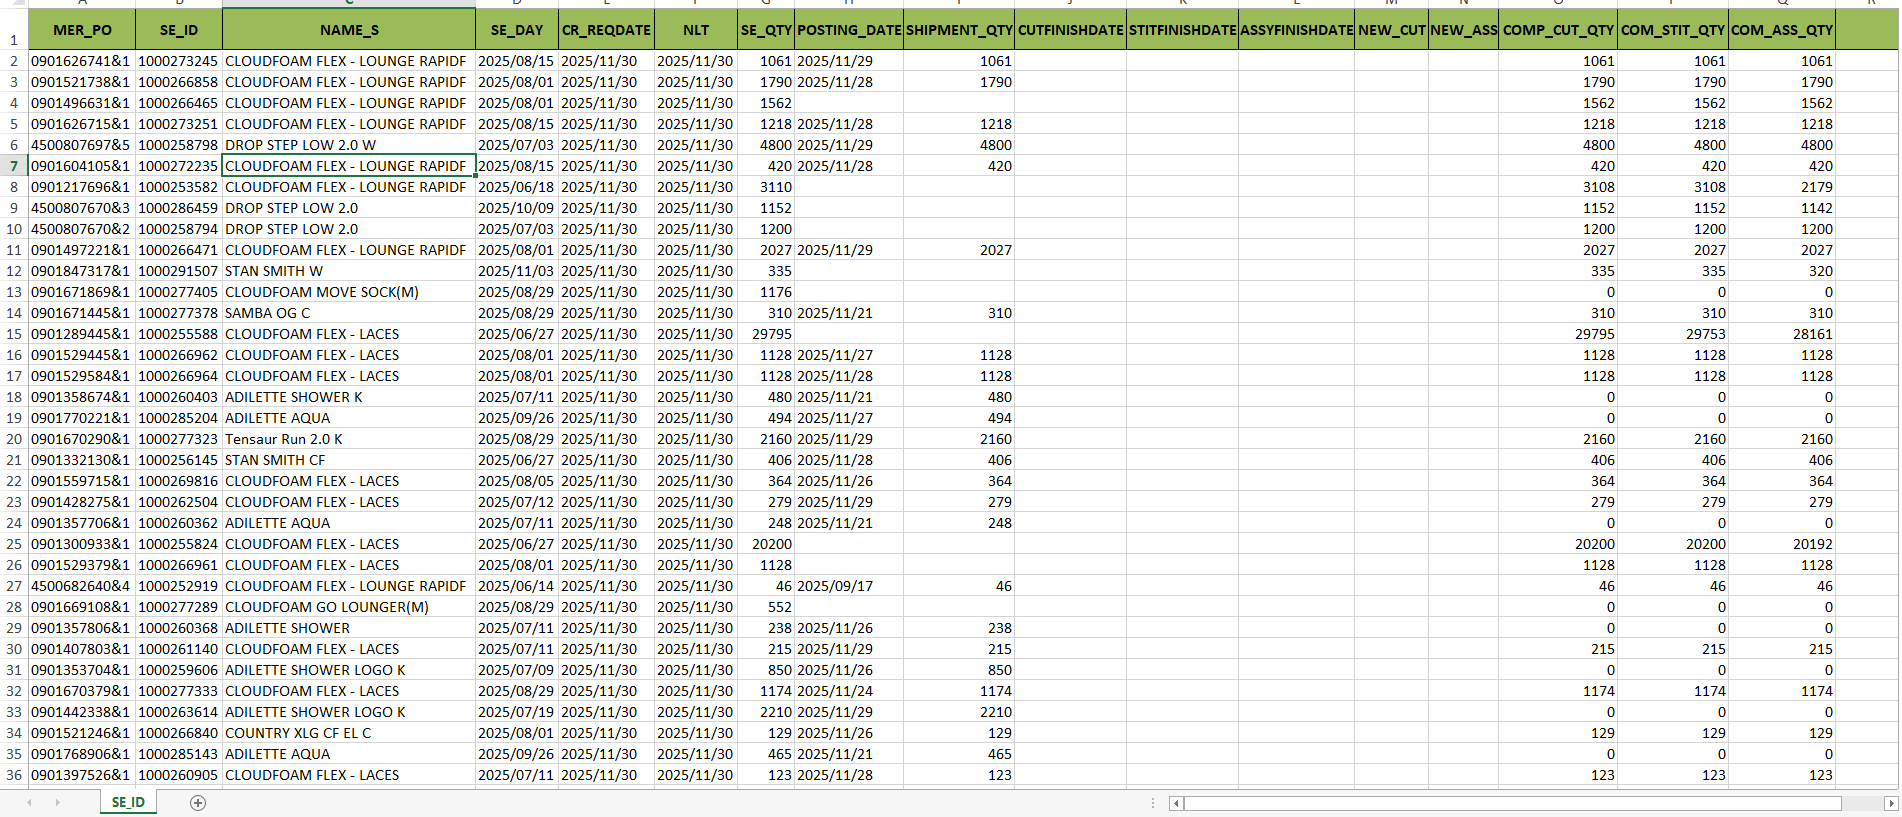 MER_PO SE_ID NAME_S SE_DAY CR_REQDATE NLT SE_QTY POSTING_DATE SHIPMENT_QTY CUTFINISHDATE STITFINISHDATE ASSYFINISHDATE NEW_CUT NEW_ASS COMP_CUT_QTY COM_STIT_QTY COM_ASS_QTY
1
2 0901626741&1 1000273245 CLOUDFOAM FLEX - LOUNGE RAPIDF 2025/08/15 2025/11/30 2025/11/30 1061 2025/11/29 1061 1061 1061 1061
3 0901521738&1 1000266858 CLOUDFOAM FLEX - LOUNGE RAPIDF 2025/08/01 2025/11/30 2025/11/30 1790 2025/11/28 1790 1790 1790 1790
4 0901496631&1 1000266465 CLOUDFOAM FLEX - LOUNGE RAPIDF 2025/08/01 2025/11/30 2025/11/30 1562 1562 1562 1562
5 0901626715&1 1000273251 CLOUDFOAM FLEX - LOUNGE RAPIDF 2025/08/15 2025/11/30 2025/11/30 1218 2025/11/28 1218 1218 1218 1218
6 4500807697&5 1000258798 DROP STEP LOW 2.0 W 2025/07/03 2025/11/30 2025/11/30 4800 2025/11/29 4800 4800 4800 4800
7 0901604105&1 1000272235 CLOUDFOAM FLEX - LOUNGE RAPIDF 2025/08/15 2025/11/30 2025/11/30 420 2025/11/28 420 420 420 420
8 0901217696&1 1000253582 CLOUDFOAM FLEX - LOUNGE RAPIDF 2025/06/18 2025/11/30 2025/11/30 3110 3108 3108 2179
9 4500807670&3 1000286459 DROP STEP LOW 2.0 2025/10/09 2025/11/30 2025/11/30 1152 1152 1152 1142
10 4500807670&2 1000258794 DROP STEP LOW 2.0 2025/07/03 2025/11/30 2025/11/30 1200 1200 1200 1200
11 0901497221&1 1000266471 CLOUDFOAM FLEX - LOUNGE RAPIDF 2025/08/01 2025/11/30 2025/11/30 2027 2025/11/29 2027 2027 2027 2027
12 0901847317&1 1000291507 STAN SMITH W 2025/11/03 2025/11/30 2025/11/30 335 335 335 320
13 0901671869&1 1000277405 CLOUDFOAM MOVE SOCK(M) 2025/08/29 2025/11/30 2025/11/30 1176 0 0 0
14 0901671445&1 1000277378 SAMBA OG C 2025/08/29 2025/11/30 2025/11/30 310 2025/11/21 310 310 310 310
15 0901289445&1 1000255588 CLOUDFOAM FLEX - LACES 2025/06/27 2025/11/30 2025/11/30 29795 29795 29753 28161
16 0901529445&1 1000266962 CLOUDFOAM FLEX - LACES 2025/08/01 2025/11/30 2025/11/30 1128 2025/11/27 1128 1128 1128 1128
17 0901529584&1 1000266964 CLOUDFOAM FLEX - LACES 2025/08/01 2025/11/30 2025/11/30 1128 2025/11/28 1128 1128 1128 1128
18 0901358674&1 1000260403 ADILETTE SHOWER K 2025/07/11 2025/11/30 2025/11/30 480 2025/11/21 480 0 0 0
19 0901770221&1 1000285204 ADILETTE AQUA 2025/09/26 2025/11/30 2025/11/30 494 2025/11/27 494 0 0 0
20 0901670290&1 1000277323 Tensaur Run 2.0 K 2025/08/29 2025/11/30 2025/11/30 2160 2025/11/29 2160 2160 2160 2160
21 0901332130&1 1000256145 STAN SMITH CF 2025/06/27 2025/11/30 2025/11/30 406 2025/11/28 406 406 406 406
22 0901559715&1 1000269816 CLOUDFOAM FLEX - LACES 2025/08/05 2025/11/30 2025/11/30 364 2025/11/26 364 364 364 364
23 0901428275&1 1000262504 CLOUDFOAM FLEX - LACES 2025/07/12 2025/11/30 2025/11/30 279 2025/11/29 279 279 279 279
24 0901357706&1 1000260362 ADILETTE AQUA 2025/07/11 2025/11/30 2025/11/30 248 2025/11/21 248 0 0 0
25 0901300933&1 1000255824 CLOUDFOAM FLEX - LACES 2025/06/27 2025/11/30 2025/11/30 20200 20200 20200 20192
26 0901529379&1 1000266961 CLOUDFOAM FLEX - LACES 2025/08/01 2025/11/30 2025/11/30 1128 1128 1128 1128
27 4500682640&4 1000252919 CLOUDFOAM FLEX - LOUNGE RAPIDF 2025/06/14 2025/11/30 2025/11/30 46 2025/09/17 46 46 46 46
28 0901669108&1 1000277289 CLOUDFOAM GO LOUNGER(M) 2025/08/29 2025/11/30 2025/11/30 552 0 0 0
29 0901357806&1 1000260368 ADILETTE SHOWER 2025/07/11 2025/11/30 2025/11/30 238 2025/11/26 238 0 0 0
30 0901407803&1 1000261140 CLOUDFOAM FLEX - LACES 2025/07/11 2025/11/30 2025/11/30 215 2025/11/29 215 215 215 215
31 0901353704&1 1000259606 ADILETTE SHOWER LOGO K 2025/07/09 2025/11/30 2025/11/30 850 2025/11/26 850 0 0 0
32 0901670379&1 1000277333 CLOUDFOAM FLEX - LACES 2025/08/29 2025/11/30 2025/11/30 1174 2025/11/24 1174 1174 1174 1174
33 0901442338&1 1000263614 ADILETTE SHOWER LOGO K 2025/07/19 2025/11/30 2025/11/30 2210 2025/11/29 2210 0 0 0
34 0901521246&1 1000266840 COUNTRY XLG CF EL C 2025/08/01 2025/11/30 2025/11/30 129 2025/11/26 129 129 129 129
35 0901768906&1 1000285143 ADILETTE AQUA 2025/09/26 2025/11/30 2025/11/30 465 2025/11/21 465 0 0 0
36 0901397526&1 1000260905 CLOUDFOAM FLEX - LACES 2025/07/11 2025/11/30 2025/11/30 123 2025/11/28 123 123 123 123
SE_ID